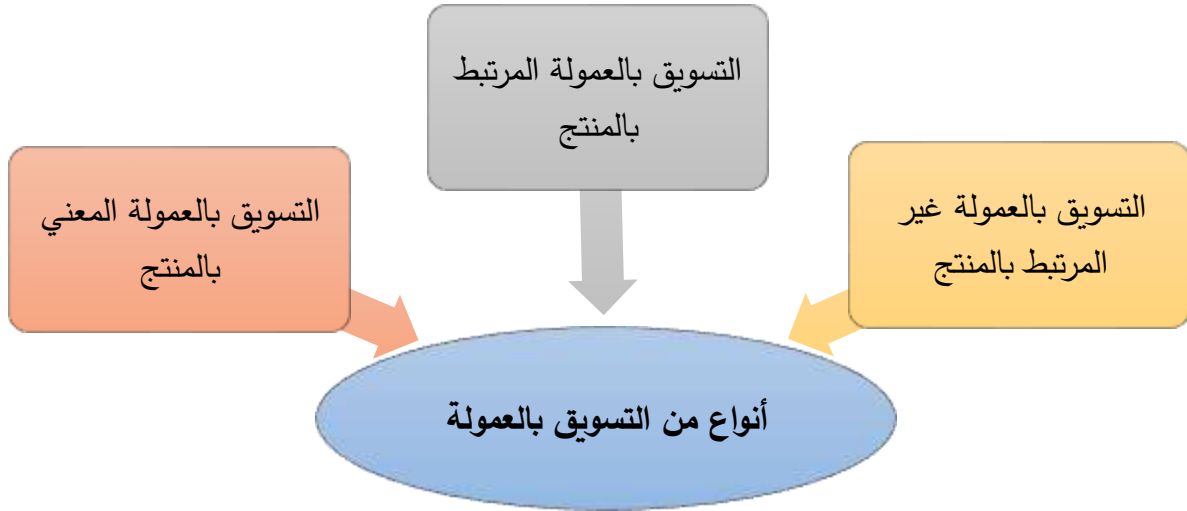 التسويق بالعمولة غير
المرتبط بالمنتج
التسويق بالعمولة المرتبط
بالمنتج
التسويق بالعمولة المعني
بالمنتج
أنواع من التسويق بالعمولة